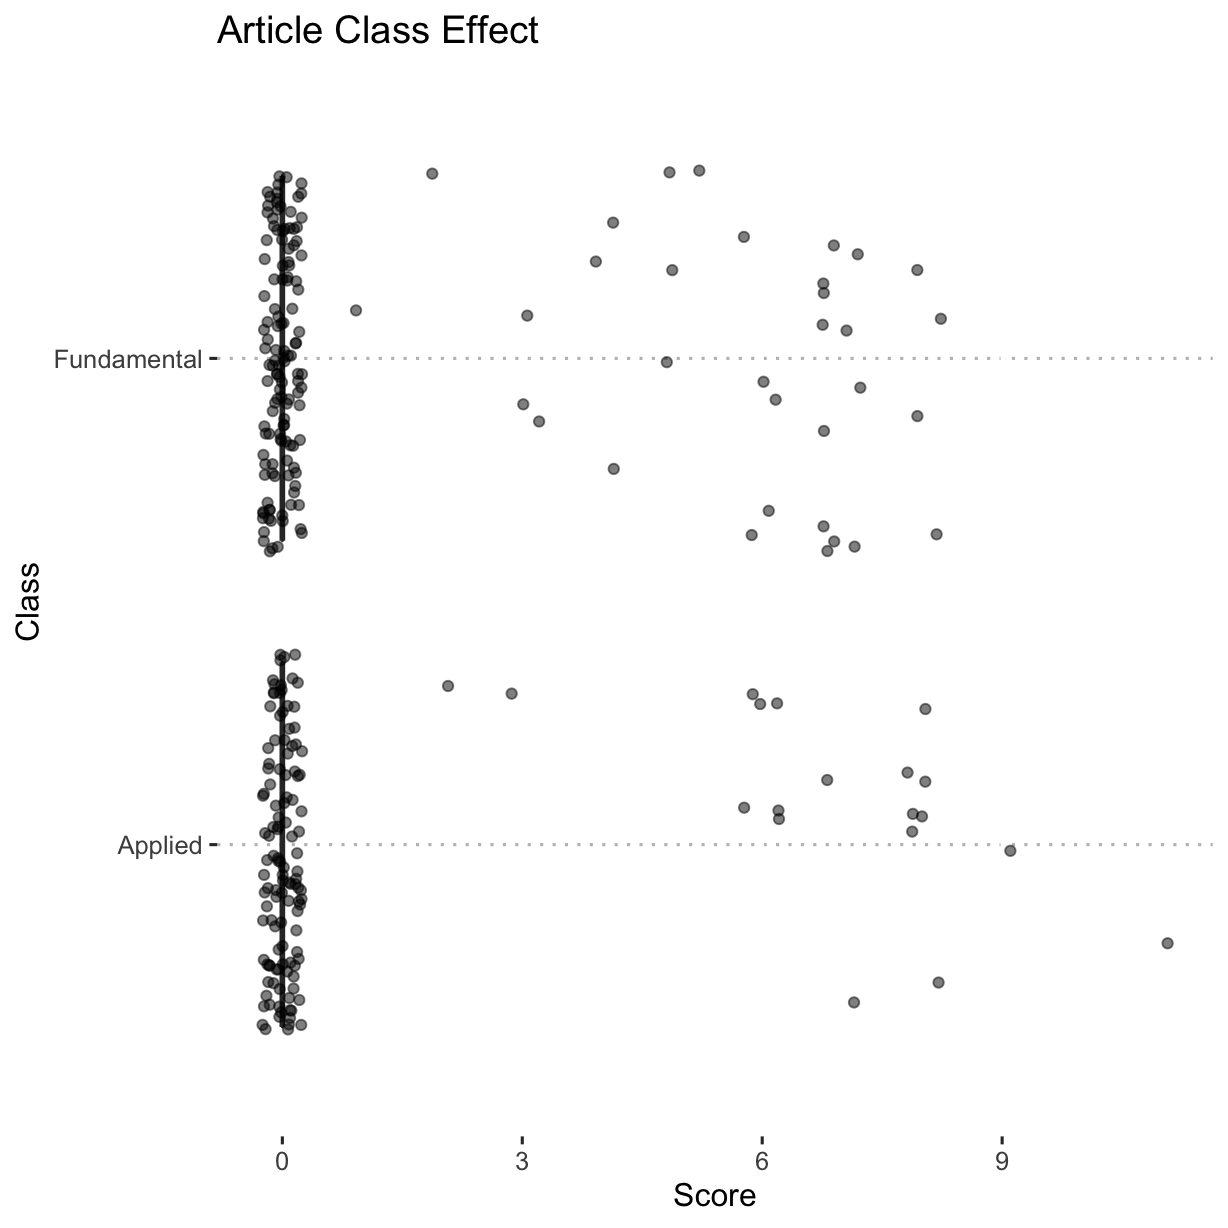 Article Class Effect
Class
Fundamental
Applied
0 3 6 9
Score